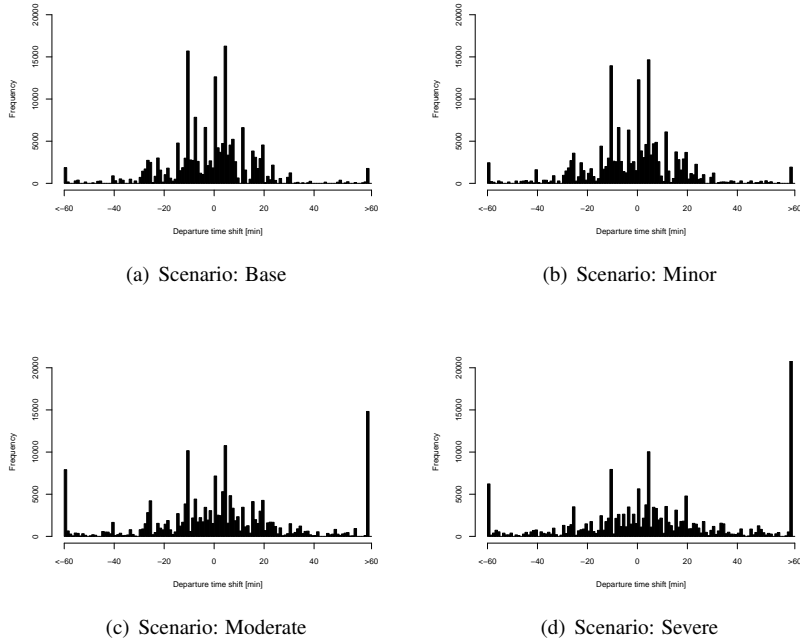 20000
15000
10000
5000
0
Frequency
<−60 −40 −20 0 20 40 >60
Departure time shift [min]
(a) Scenario: Base
20000
15000
10000
5000
0
Frequency
<−60 −40 −20 0 20 40 >60
Departure time shift [min]
(b) Scenario: Minor
20000
15000
10000
5000
0
Frequency
<−60 −40 −20 0 20 40 >60
Departure time shift [min]
(c) Scenario: Moderate
20000
15000
10000
5000
0
Frequency
<−60 −40 −20 0 20 40 >60
Departure time shift [min]
(d) Scenario: Severe